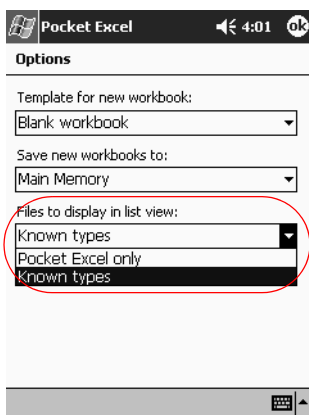 Pocket Excel 4:01 ok
Options
Template for new workbook:
Blank workbook
Save new workbooks to:
Main Memory
Files to display in list view:
Known types
Pocket Excel only
Known types